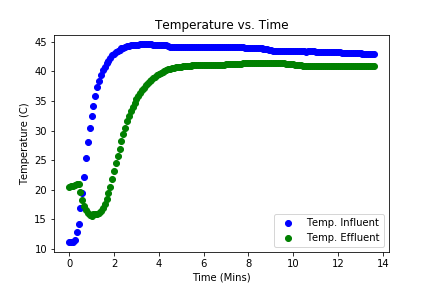 Temperature vs. Time
45
40
35
30
25
20
15
10
Temperature (C)
0 2 4 6 8 10 12 14
Time (Mins)
Temp. Influent
Temp. Effluent